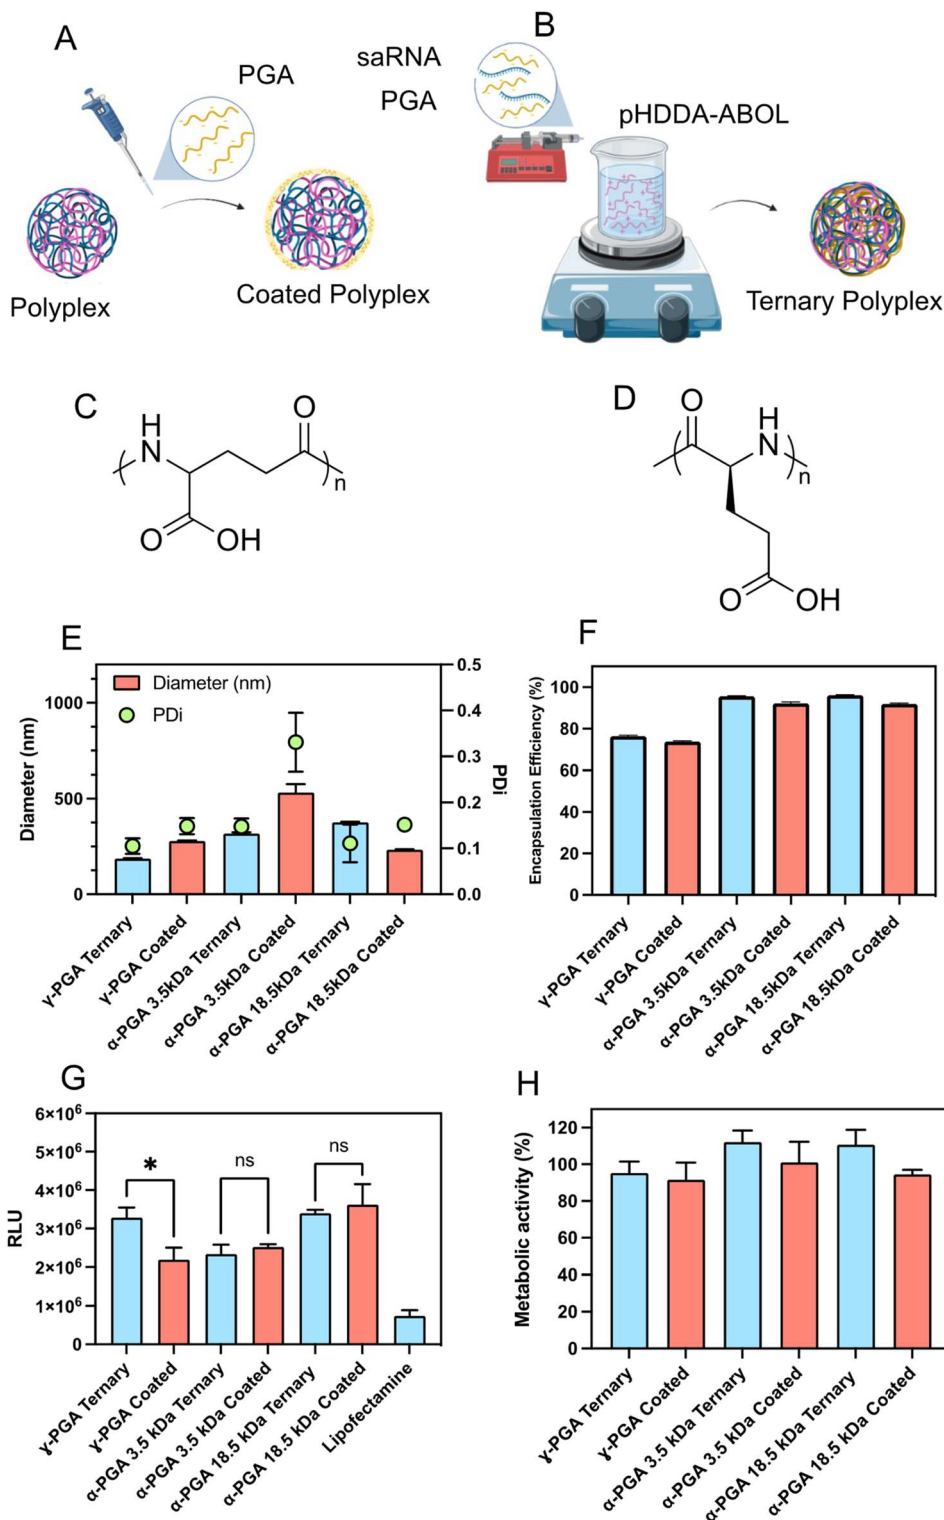 A
B
PGA
saRNA
PGA
pHDDA-ABOL
Polyplex
Coated Polyplex
Ternary Polyplex
C
D
H
N
O
n
O
OH
O
H
N
n
O
OH
E
F
1000
500
0
Diameter (nm)
Diameter (nm)
PDi
0.5
0.4
0.3
0.2
0.1
0.0
PDi
γ-PGA Ternary
γ-PGA Coated
α-PGA 3.5kDa Ternary
α-PGA 3.5kDa Coated
α-PGA 18.5kDa Ternary
α-PGA 18.5kDa Coated
Encapsulation Efficiency (%)
100
80
60
40
20
0
γ-PGA Ternary
γ-PGA Coated
α-PGA 3.5kDa Ternary
α-PGA 3.5kDa Coated
α-PGA 18.5kDa Ternary
α-PGA 18.5kDa Coated
G
H
6×10⁶
5×10⁶
4×10⁶
3×10⁶
2×10⁶
1×10⁶
0
RLU
*
ns
ns
γ-PGA Ternary
γ-PGA Coated
α-PGA 3.5 kDa Ternary
α-PGA 3.5 kDa Coated
α-PGA 18.5 kDa Ternary
α-PGA 18.5 kDa Coated
Lipofectamine
Metabolic activity (%)
120
100
80
60
40
20
0
γ-PGA Ternary
γ-PGA Coated
α-PGA 3.5 kDa Ternary
α-PGA 3.5 kDa Coated
α-PGA 18.5 kDa Ternary
α-PGA 18.5 kDa Coated